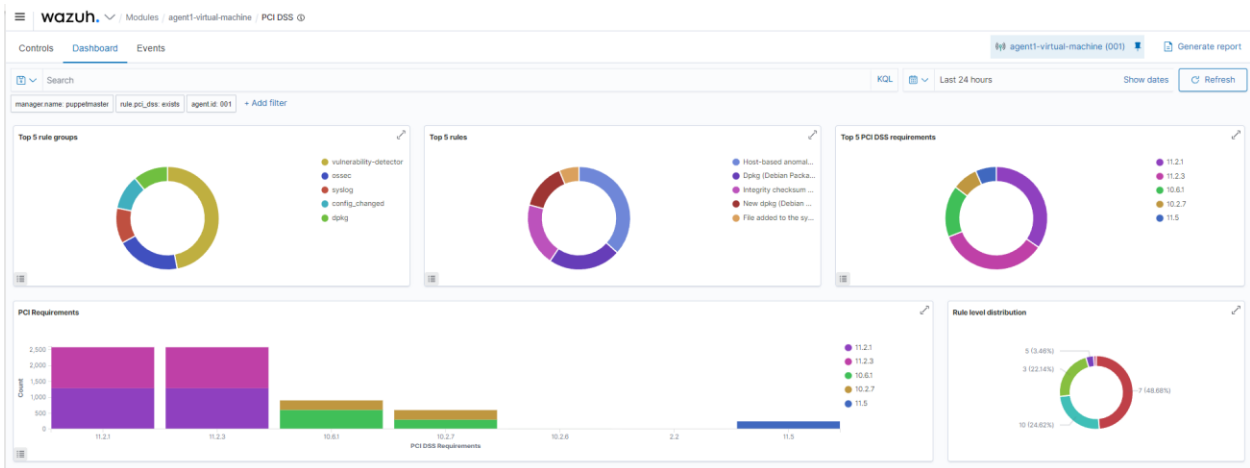 wazuh. / Modules / agent1-virtual-machine / PCI DSS
Controls Dashboard Events agent1-virtual-machine (001) Generate report
Search KQL Last 24 hours Show dates Refresh
manager.name: puppetmaster rule.pci_dss: exists agent.id: 001 + Add filter
Top 5 rule groups
vulnerability-detector
ossec
syslog
config_changed
dpkg
Top 5 rules
Host-based anomal...
Dpkg (Debian Packa...
Integrity checksum ...
New dpkg (Debian ...
File added to the sy...
Top 5 PCI DSS requirements
11.2.1
11.2.3
10.6.1
10.2.7
11.5
PCI Requirements
2,500
2,000
1,500
1,000
500
0
Count
11.2.1 11.2.3 10.6.1 10.2.7 10.2.6 2.2 11.5
PCI DSS Requirements
11.2.1
11.2.3
10.6.1
10.2.7
11.5
Rule level distribution
5 (3.46%)
3 (22.14%)
7 (48.66%)
10 (24.62%)